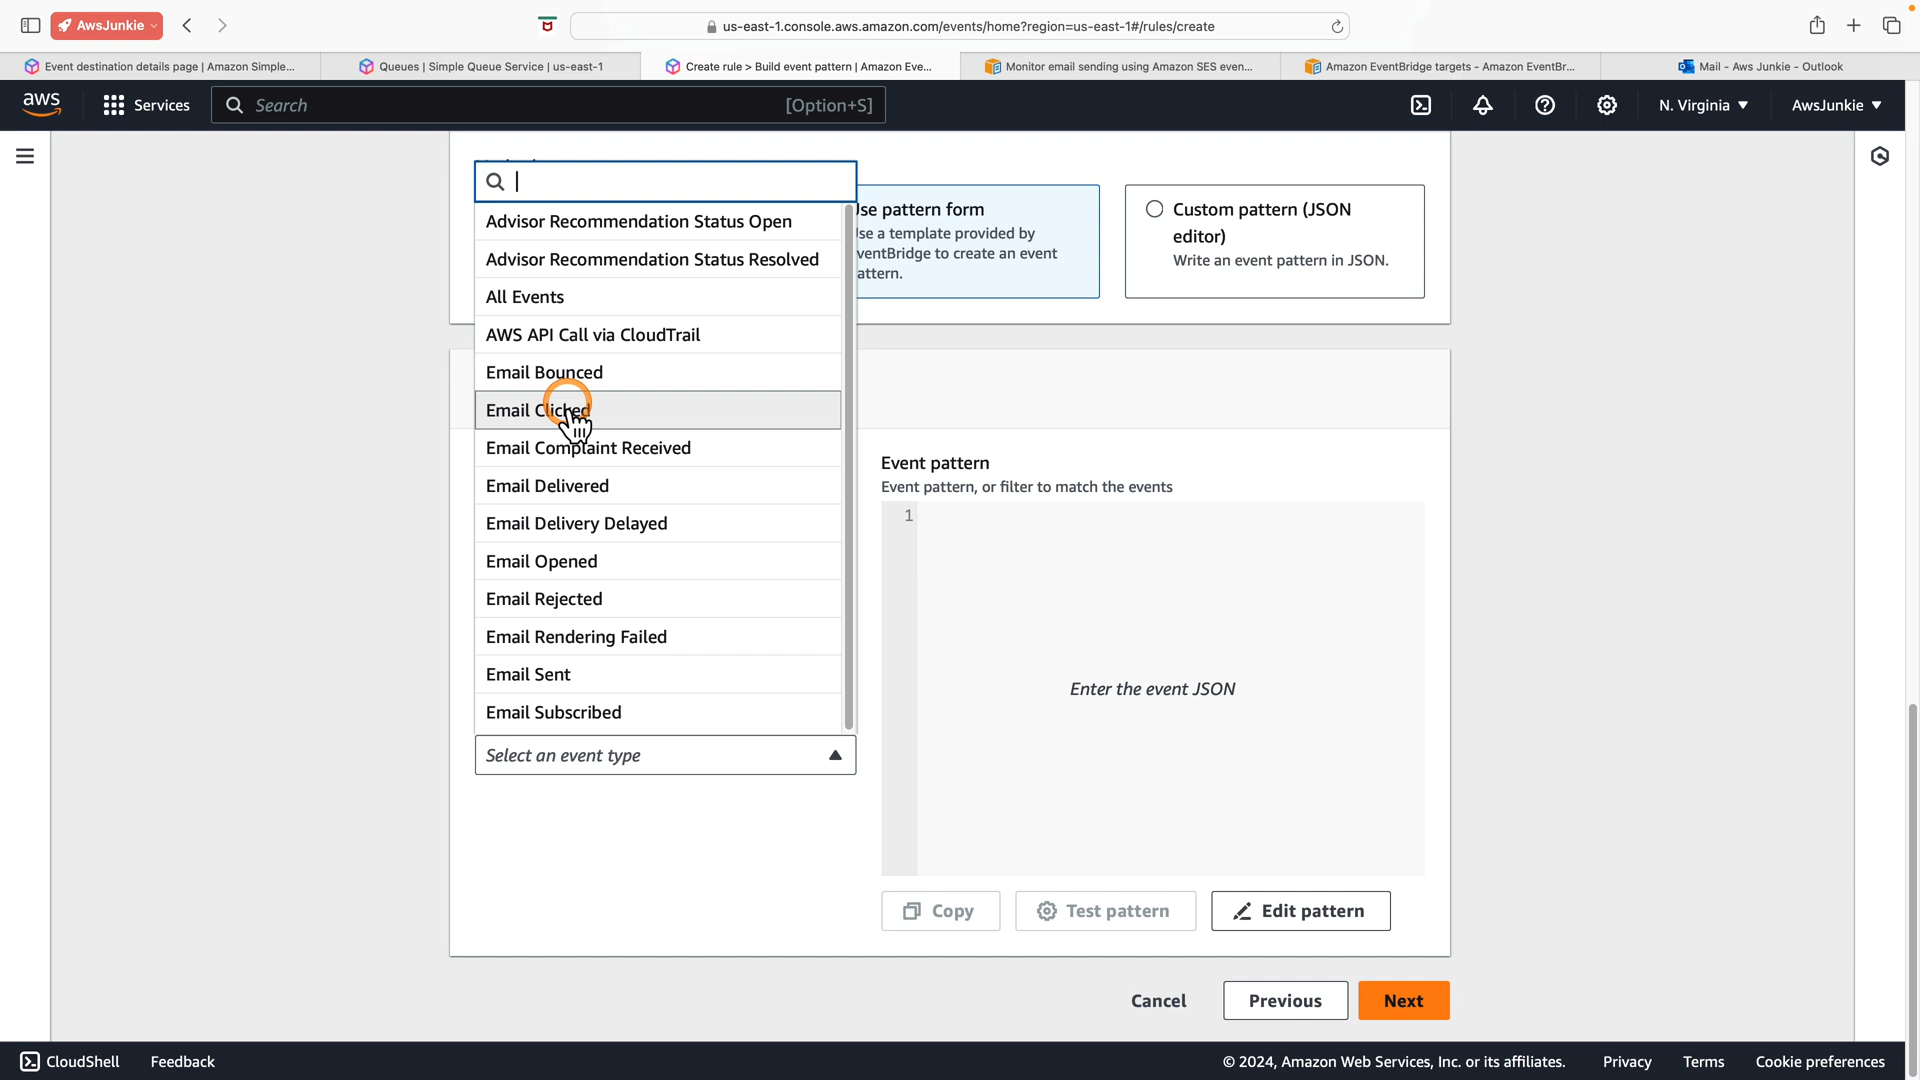 AwsJunkie
us-east-1.console.aws.amazon.com/events/home?region=us-east-1#/rules/create
Event destination details page | Amazon Simple...
Queues | Simple Queue Service | us-east-1
Create rule > Build event pattern | Amazon Eve...
Monitor email sending using Amazon SES even...
Amazon EventBridge targets - Amazon EventBr...
Mail - Aws Junkie - Outlook
aws
Services
Search
[Option+S]
N. Virginia
AwsJunkie
Advisor Recommendation Status Open
Advisor Recommendation Status Resolved
All Events
AWS API Call via CloudTrail
Email Bounced
Email Clicked
Email Complaint Received
Email Delivered
Email Delivery Delayed
Email Opened
Email Rejected
Email Rendering Failed
Email Sent
Email Subscribed
Select an event type
pattern form
a template provided by
to create an event
Custom pattern (JSON
editor)
Write an event pattern in JSON.
Event pattern
Event pattern, or filter to match the events
1
Enter the event JSON
Copy
Test pattern
Edit pattern
Cancel
Previous
Next
CloudShell
Feedback
© 2024, Amazon Web Services, Inc. or its affiliates.
Privacy
Terms
Cookie preferences